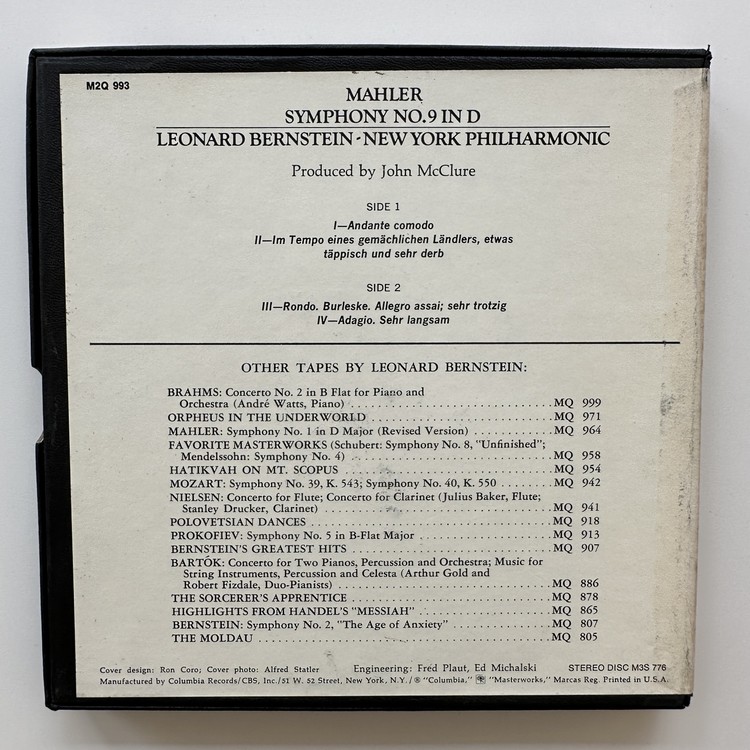 M2Q 993
MAHLER
SYMPHONY NO.9 IN D
LEONARD BERNSTEIN-NEW YORK PHILHARMONIC
Produced by John McClure
SIDE 1
I—Andante comodo
II—Im Tempo eines gemächlichen Ländlers, etwas
täppisch und sehr derb
SIDE 2
III—Rondo. Burleske. Allegro assai; sehr trotzig
IV—Adagio. Sehr langsam
OTHER TAPES BY LEONARD BERNSTEIN:
BRAHMS: Concerto No. 2 in B Flat for Piano and
Orchestra (André Watts, Piano) . . . . . . . . . . . . . . . . . . . . . . . . . . MQ 999
ORPHEUS IN THE UNDERWORLD . . . . . . . . . . . . . . . . . . . . . . . . MQ 971
MAHLER: Symphony No. 1 in D Major (Revised Version) . . . . . . . . . . MQ 964
FAVORITE MASTERWORKS (Schubert: Symphony No. 8, "Unfinished";
Mendelssohn: Symphony No. 4) . . . . . . . . . . . . . . . . . . . . . . . . . . MQ 958
HATIKVAH ON MT. SCOPUS . . . . . . . . . . . . . . . . . . . . . . . . . . . MQ 954
MOZART: Symphony No. 39, K. 543; Symphony No. 40, K. 550 . . . . . . . MQ 942
NIELSEN: Concerto for Flute; Concerto for Clarinet (Julius Baker, Flute;
Stanley Drucker, Clarinet) . . . . . . . . . . . . . . . . . . . . . . . . . . . . MQ 941
POLOVETSIAN DANCES . . . . . . . . . . . . . . . . . . . . . . . . . . . . . . MQ 918
PROKOFIEV: Symphony No. 5 in B-Flat Major . . . . . . . . . . . . . . . . . MQ 913
BERNSTEIN'S GREATEST HITS . . . . . . . . . . . . . . . . . . . . . . . . . MQ 907
BARTÓK: Concerto for Two Pianos, Percussion and Orchestra; Music for
String Instruments, Percussion and Celesta (Arthur Gold and
Robert Fizdale, Duo-Pianists) . . . . . . . . . . . . . . . . . . . . . . . . . . MQ 886
THE SORCERER'S APPRENTICE . . . . . . . . . . . . . . . . . . . . . . . . . MQ 878
HIGHLIGHTS FROM HANDEL'S "MESSIAH" . . . . . . . . . . . . . . . . . MQ 865
BERNSTEIN: Symphony No. 2, "The Age of Anxiety" . . . . . . . . . . . . . MQ 807
THE MOLDAU . . . . . . . . . . . . . . . . . . . . . . . . . . . . . . . . . . . . MQ 805
Cover design: Ron Coro; Cover photo: Alfred Statler Engineering: Fred Plaut, Ed Michalski STEREO DISC M3S 776
Manufactured by Columbia Records/CBS, Inc./51 W. 52 Street, New York, N.Y./® "Columbia," "Masterworks," Marcas Reg. Printed in U.S.A.